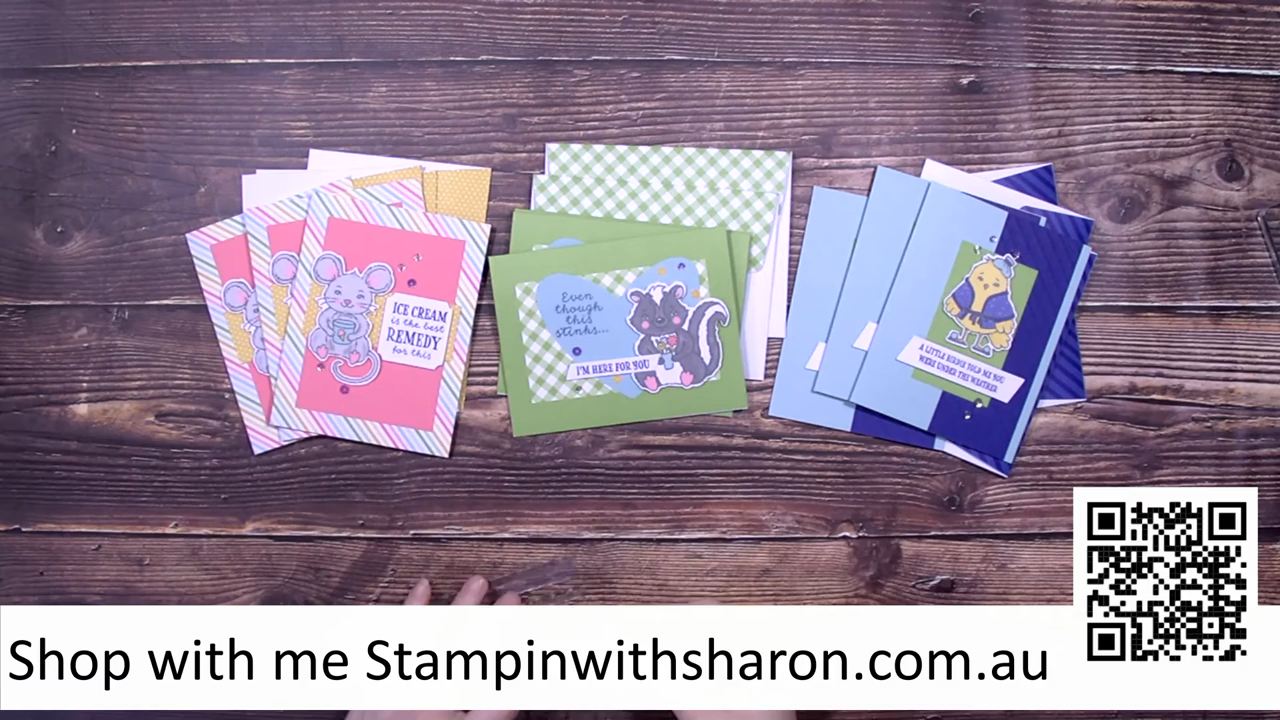 ICE CREAM
is the best
REMEDY
for this
Even
though
this
stinks...
I'M HERE FOR YOU
A LITTLE BIRDIE TOLD ME YOU
WERE UNDER THE WEATHER
Shop with me Stampinwithsharon.com.au